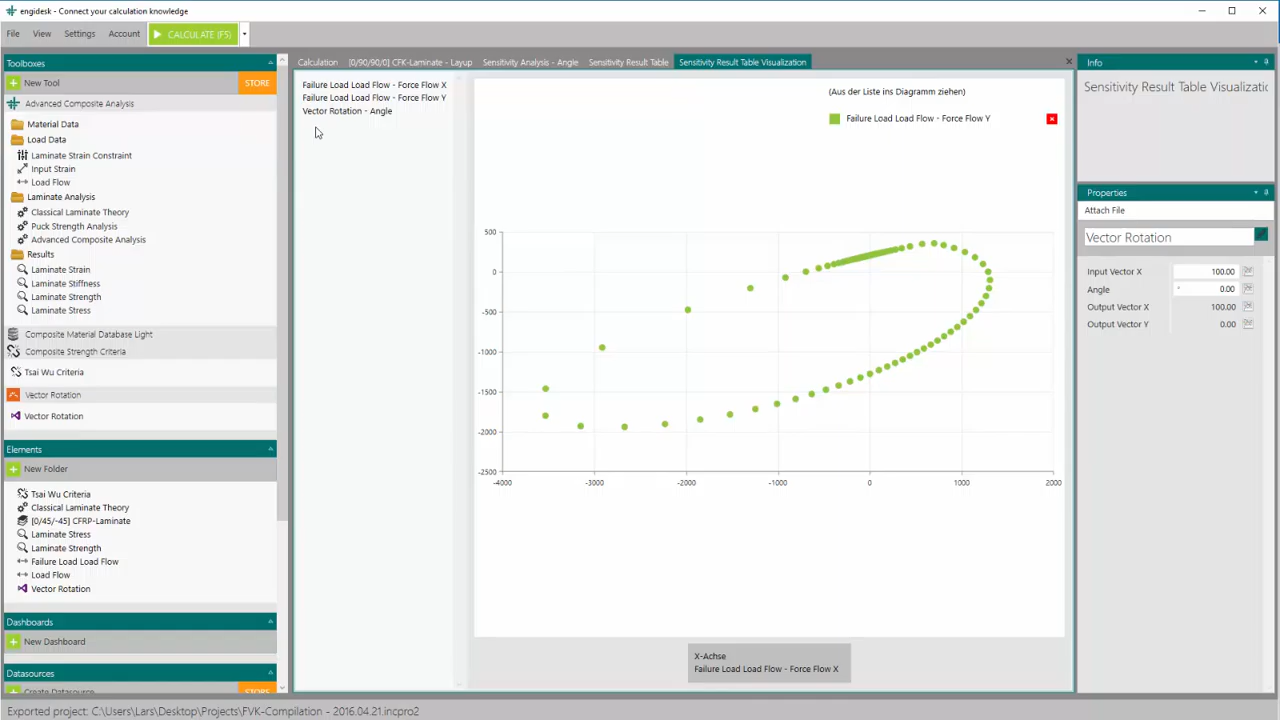 engidesk - Connect your calculation knowledge
File View Settings Account CALCULATE (F5)
Toolboxes
New Tool STORE
Advanced Composite Analysis
Material Data
Load Data
Laminate Strain Constraint
Input Strain
Load Flow
Laminate Analysis
Classical Laminate Theory
Puck Strength Analysis
Advanced Composite Analysis
Results
Laminate Strain
Laminate Stiffness
Laminate Strength
Laminate Stress
Composite Material Database Light
Composite Strength Criteria
Tsai Wu Criteria
Vector Rotation
Vector Rotation
Elements
New Folder
Tsai Wu Criteria
Classical Laminate Theory
[0/45/-45] CFRP-Laminate
Laminate Stress
Laminate Strength
Failure Load Load Flow
Load Flow
Vector Rotation
Dashboards
New Dashboard
Datasources
Create Datasource STORE
Calculation [0/90/90/0] CFK-Laminate - Layup Sensitivity Analysis - Angle Sensitivity Result Table Sensitivity Result Table Visualization
Failure Load Load Flow - Force Flow X
Failure Load Load Flow - Force Flow Y
Vector Rotation - Angle
(Aus der Liste ins Diagramm ziehen)
Failure Load Load Flow - Force Flow Y
500
0
-500
-1000
-1500
-2000
-2500
-4000 -3000 -2000 -1000 0 1000 2000
X-Achse
Failure Load Load Flow - Force Flow X
Info
Sensitivity Result Table Visualizatic
Properties
Attach File
Vector Rotation
Input Vector X 100.00
Angle ° 0.00
Output Vector X 100.00
Output Vector Y 0.00
Exported project: C:\Users\Lars\Desktop\Projects\FVK-Compilation - 2016.04.21.incpro2